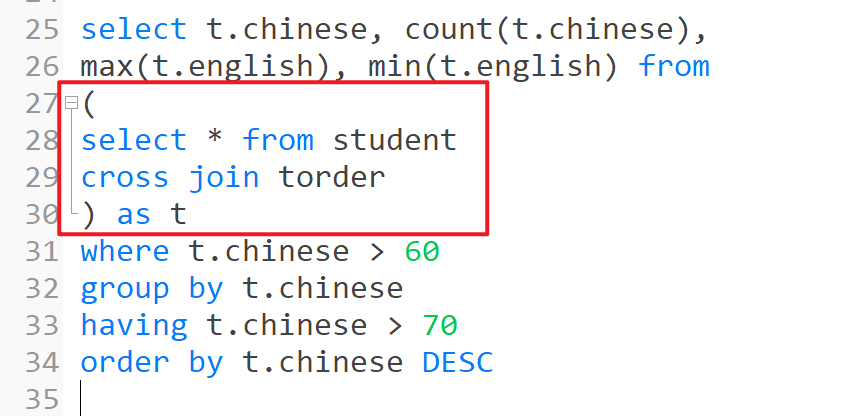 25 select t.chinese, count(t.chinese),
26 max(t.english), min(t.english) from
27 (
28 select * from student
29 cross join torder
30 ) as t
31 where t.chinese > 60
32 group by t.chinese
33 having t.chinese > 70
34 order by t.chinese DESC
35